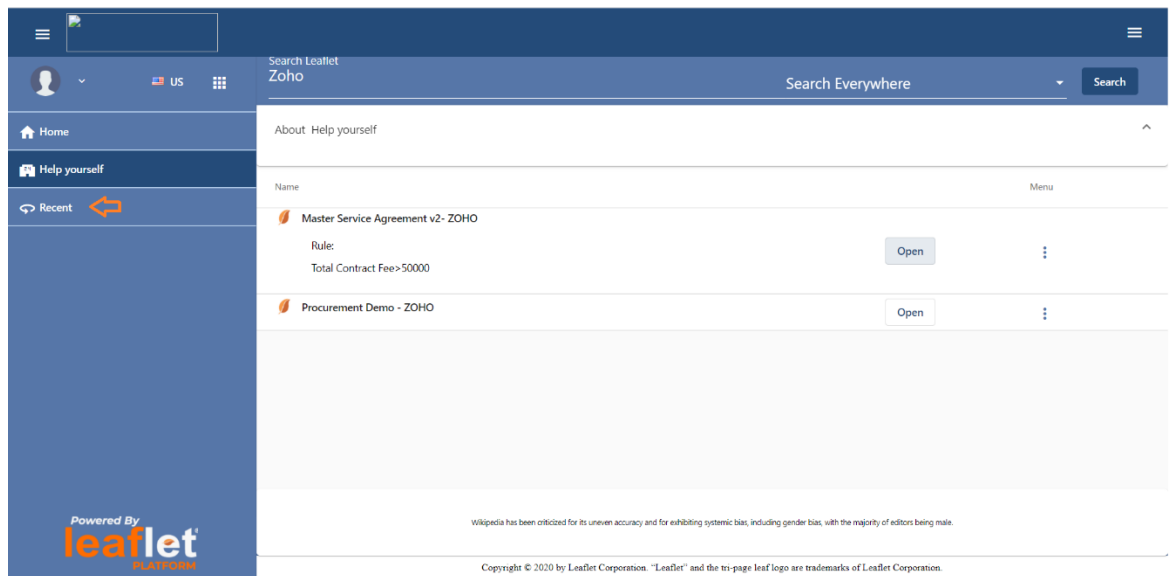 US
Search Leaflet
Zoho
Search Everywhere
Search
Home
Help yourself
Recent
About Help yourself
Name Menu
Master Service Agreement v2- ZOHO
Rule:
Total Contract Fee>50000
Open
Procurement Demo - ZOHO
Open
Powered By
leaflet
PLATFORM
Wikipedia has been criticized for its uneven accuracy and for exhibiting systemic bias, including gender bias, with the majority of editors being male.
Copyright © 2020 by Leaflet Corporation. “Leaflet” and the tri-page leaf logo are trademarks of Leaflet Corporation.